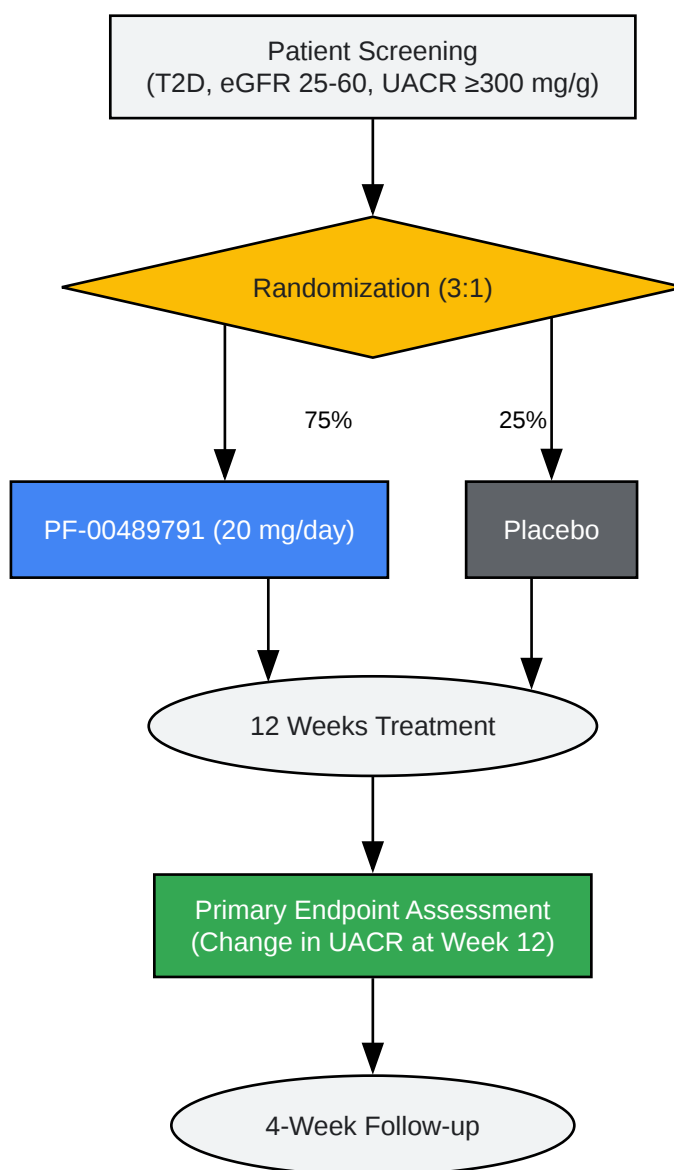 Patient Screening
(T2D, eGFR 25-60, UACR ≥300 mg/g)
Randomization (3:1)
75%
25%
PF-00489791 (20 mg/day)
Placebo
12 Weeks Treatment
Primary Endpoint Assessment
(Change in UACR at Week 12)
4-Week Follow-up